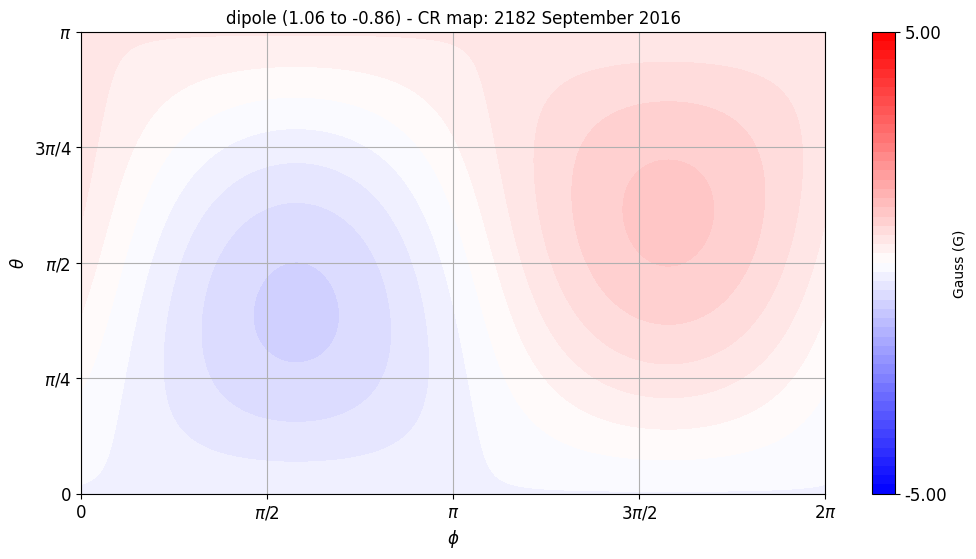 dipole (1.06 to -0.86) - CR map: 2182 September 2016
π
3π/4
π/2
π/4
0
θ
0
π/2
π
3π/2
2π
ϕ
5.00
-5.00
Gauss (G)